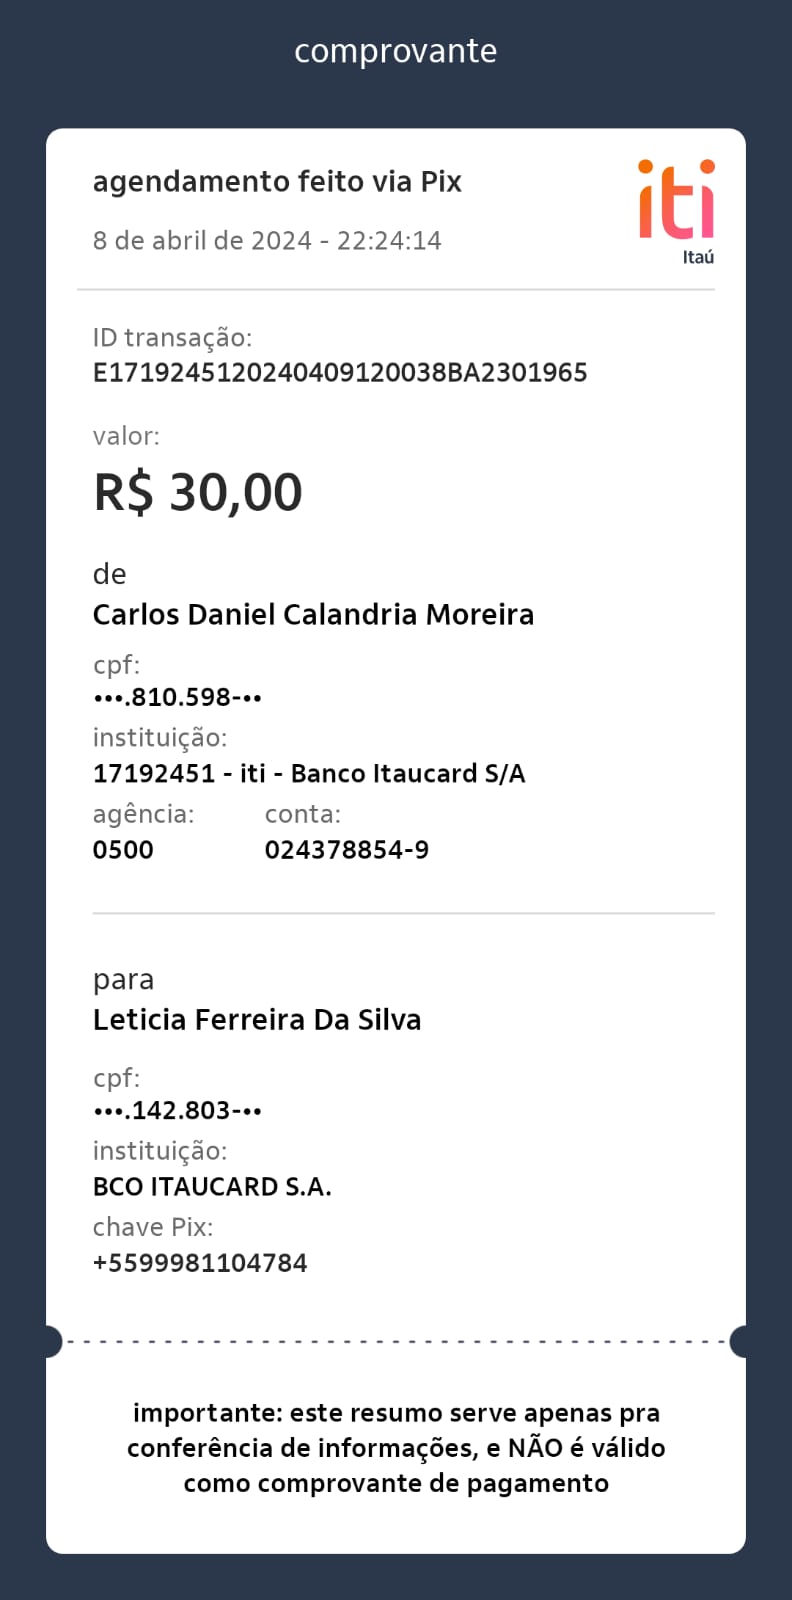 comprovante
agendamento feito via Pix
8 de abril de 2024 - 22:24:14
iti
Itaú
ID transação:
E1719245120240409120038BA2301965
valor:
R$ 30,00
de
Carlos Daniel Calandria Moreira
cpf:
•••.810.598-••
instituição:
17192451 - iti - Banco Itaucard S/A
agência: conta:
0500 024378854-9
para
Leticia Ferreira Da Silva
cpf:
•••.142.803-••
instituição:
BCO ITAUCARD S.A.
chave Pix:
+5599981104784
importante: este resumo serve apenas pra
conferência de informações, e NÃO é válido
como comprovante de pagamento